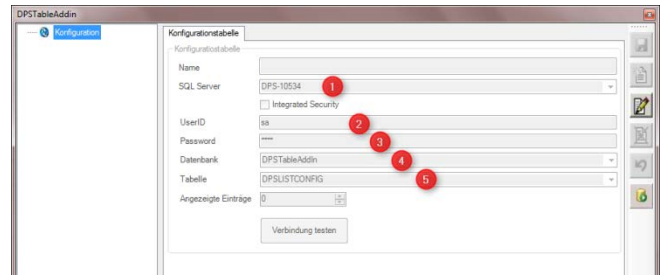 DPSTableAddin
Konfiguration
Konfigurationstabelle
Konfigurationstabelle
Name
SQL Server DPS-10534 1
Integrated Security
UserID sa 2
Password **** 3
Datenbank DPSTableAddIn 4
Tabelle DPSLISTCONFIG 5
Angezeigte Einträge 0
Verbindung testen